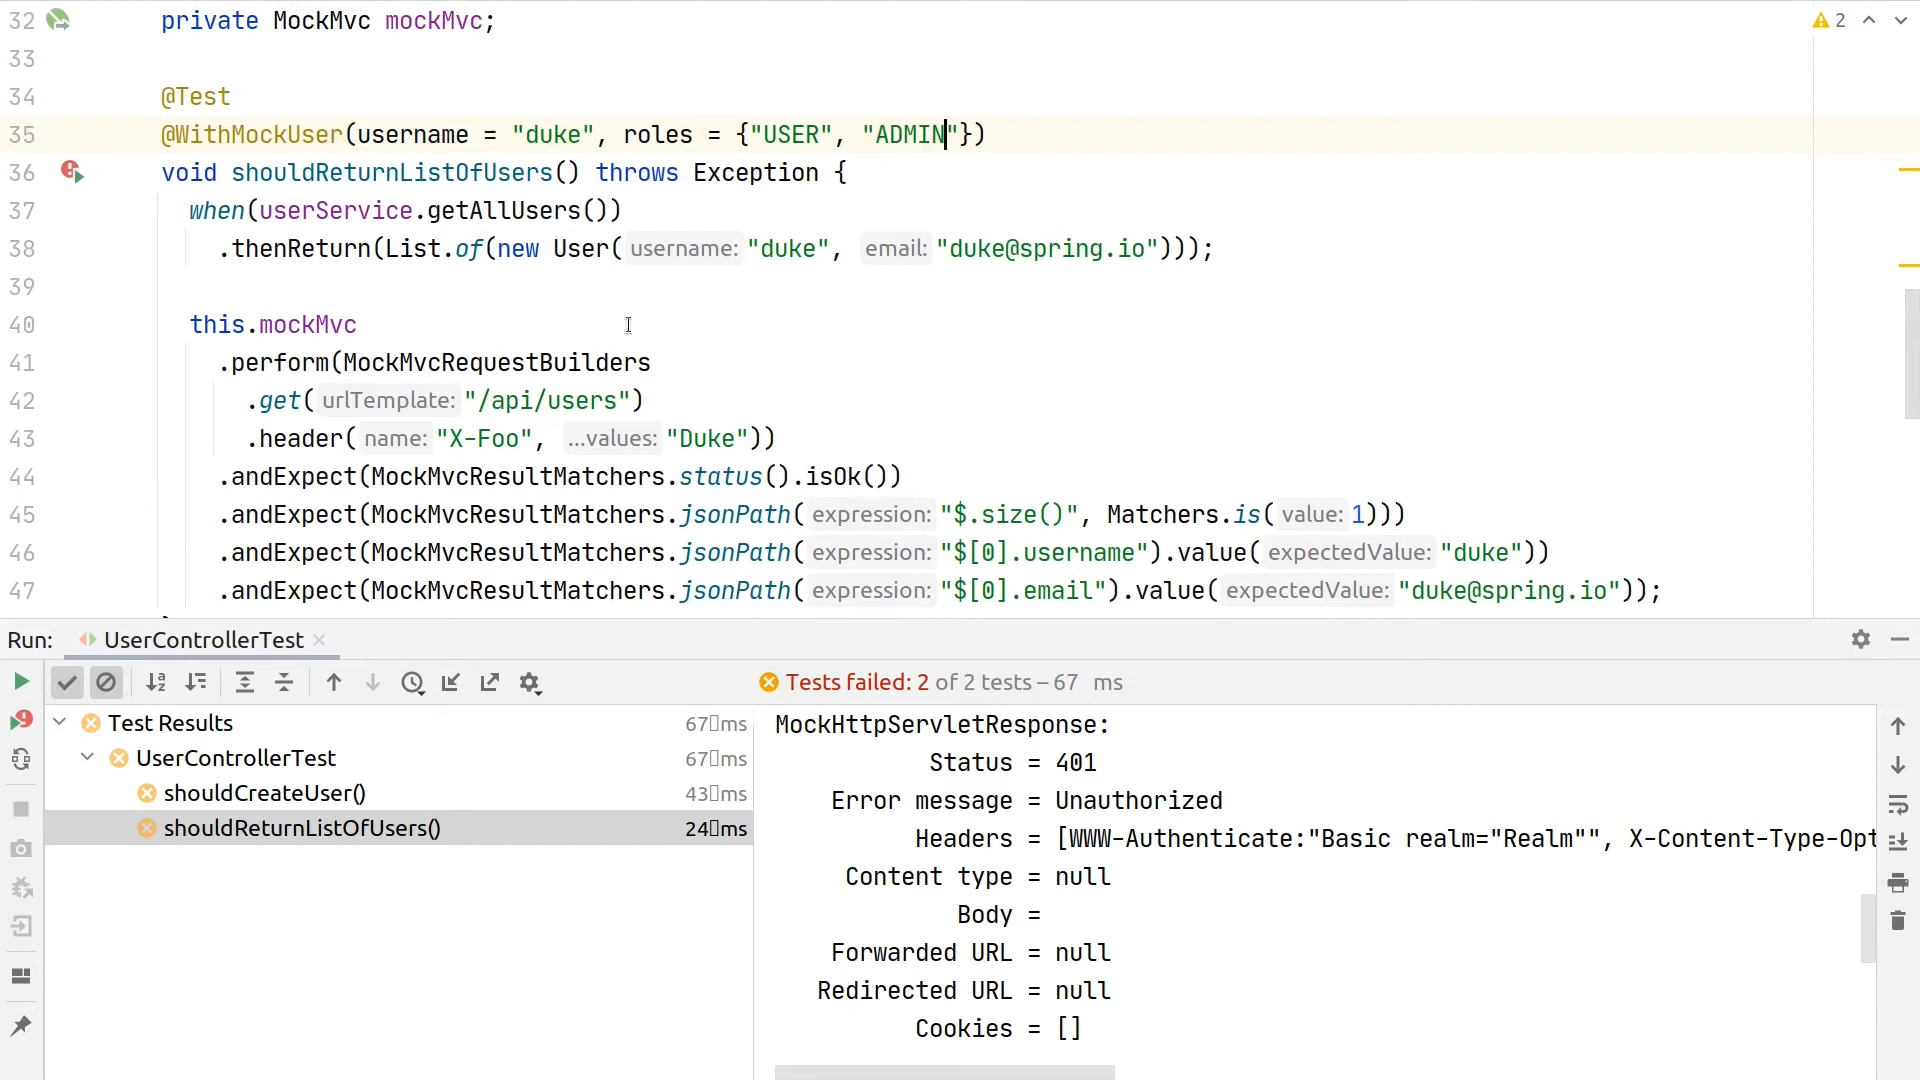 32 private MockMvc mockMvc; 2
33
34 @Test
35 @WithMockUser(username = "duke", roles = {"USER", "ADMIN"})
36 void shouldReturnListOfUsers() throws Exception {
37 when(userService.getAllUsers())
38 .thenReturn(List.of(new User( username: "duke", email: "duke@spring.io")));
39
40 this.mockMvc
41 .perform(MockMvcRequestBuilders
42 .get( urlTemplate: "/api/users")
43 .header( name: "X-Foo", ...values: "Duke"))
44 .andExpect(MockMvcResultMatchers.status().isOk())
45 .andExpect(MockMvcResultMatchers.jsonPath( expression: "$.size()", Matchers.is( value: 1)))
46 .andExpect(MockMvcResultMatchers.jsonPath( expression: "$[0].username").value( expectedValue: "duke"))
47 .andExpect(MockMvcResultMatchers.jsonPath( expression: "$[0].email").value( expectedValue: "duke@spring.io"));
Run: UserControllerTest
Tests failed: 2 of 2 tests – 67 ms
Test Results 67 ms
UserControllerTest 67 ms
shouldCreateUser() 43 ms
shouldReturnListOfUsers() 24 ms
MockHttpServletResponse:
Status = 401
Error message = Unauthorized
Headers = [WWW-Authenticate:"Basic realm="Realm"", X-Content-Type-Opt
Content type = null
Body =
Forwarded URL = null
Redirected URL = null
Cookies = []